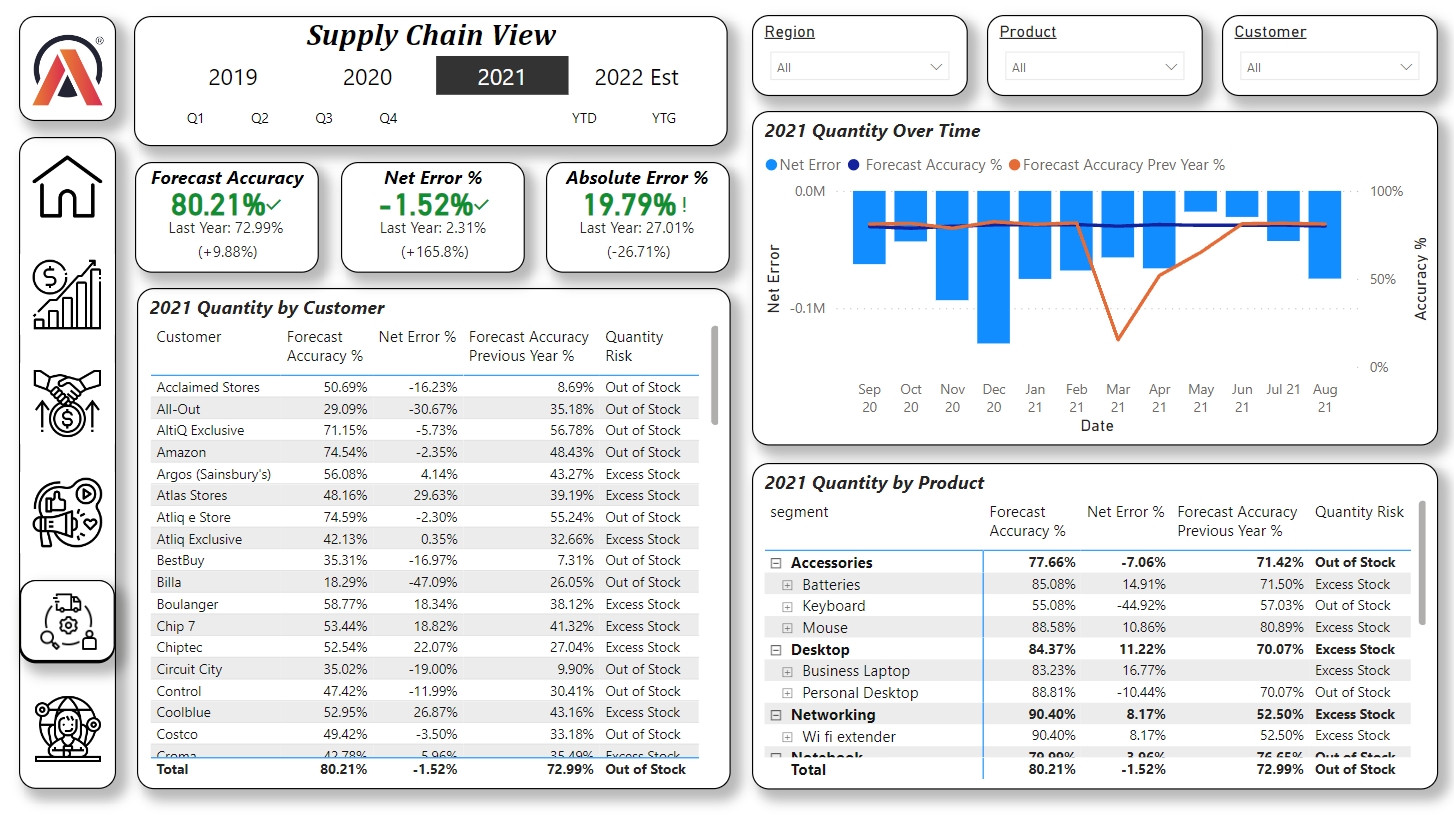 ®
Supply Chain View
2019 2020 2021 2022 Est
Q1 Q2 Q3 Q4 YTD YTG
Region
All
Product
All
Customer
All
Forecast Accuracy
80.21%
Last Year: 72.99%
(+9.88%)
Net Error %
-1.52%
Last Year: 2.31%
(+165.8%)
Absolute Error %
19.79% !
Last Year: 27.01%
(-26.71%)
2021 Quantity by Customer
Customer Forecast Accuracy % Net Error % Forecast Accuracy Previous Year % Quantity Risk
Acclaimed Stores 50.69% -16.23% 8.69% Out of Stock
All-Out 29.09% -30.67% 35.18% Out of Stock
AltiQ Exclusive 71.15% -5.73% 56.78% Out of Stock
Amazon 74.54% -2.35% 48.43% Out of Stock
Argos (Sainsbury's) 56.08% 4.14% 43.27% Excess Stock
Atlas Stores 48.16% 29.63% 39.19% Excess Stock
Atliq e Store 74.59% -2.30% 55.24% Out of Stock
Atliq Exclusive 42.13% 0.35% 32.66% Excess Stock
BestBuy 35.31% -16.97% 7.31% Out of Stock
Billa 18.29% -47.09% 26.05% Out of Stock
Boulanger 58.77% 18.34% 38.12% Excess Stock
Chip 7 53.44% 18.82% 41.32% Excess Stock
Chiptec 52.54% 22.07% 27.04% Excess Stock
Circuit City 35.02% -19.00% 9.90% Out of Stock
Control 47.42% -11.99% 30.41% Out of Stock
Coolblue 52.95% 26.87% 43.16% Excess Stock
Costco 49.42% -3.50% 33.18% Out of Stock
Croma 42.78% 5.96% 35.49% Excess Stock
Total 80.21% -1.52% 72.99% Out of Stock
2021 Quantity Over Time
Net Error Forecast Accuracy % Forecast Accuracy Prev Year %
0.0M
-0.1M
Net Error
100%
50%
0%
Accuracy %
Sep 20 Oct 20 Nov 20 Dec 20 Jan 21 Feb 21 Mar 21 Apr 21 May 21 Jun 21 Jul 21 Aug 21
Date
2021 Quantity by Product
segment Forecast Accuracy % Net Error % Forecast Accuracy Previous Year % Quantity Risk
Accessories 77.66% -7.06% 71.42% Out of Stock
Batteries 85.08% 14.91% 71.50% Excess Stock
Keyboard 55.08% -44.92% 57.03% Out of Stock
Mouse 88.58% 10.86% 80.89% Excess Stock
Desktop 84.37% 11.22% 70.07% Excess Stock
Business Laptop 83.23% 16.77% Excess Stock
Personal Desktop 88.81% -10.44% 70.07% Out of Stock
Networking 90.40% 8.17% 52.50% Excess Stock
Wi fi extender 90.40% 8.17% 52.50% Excess Stock
Notebook
Total 80.21% -1.52% 72.99% Out of Stock